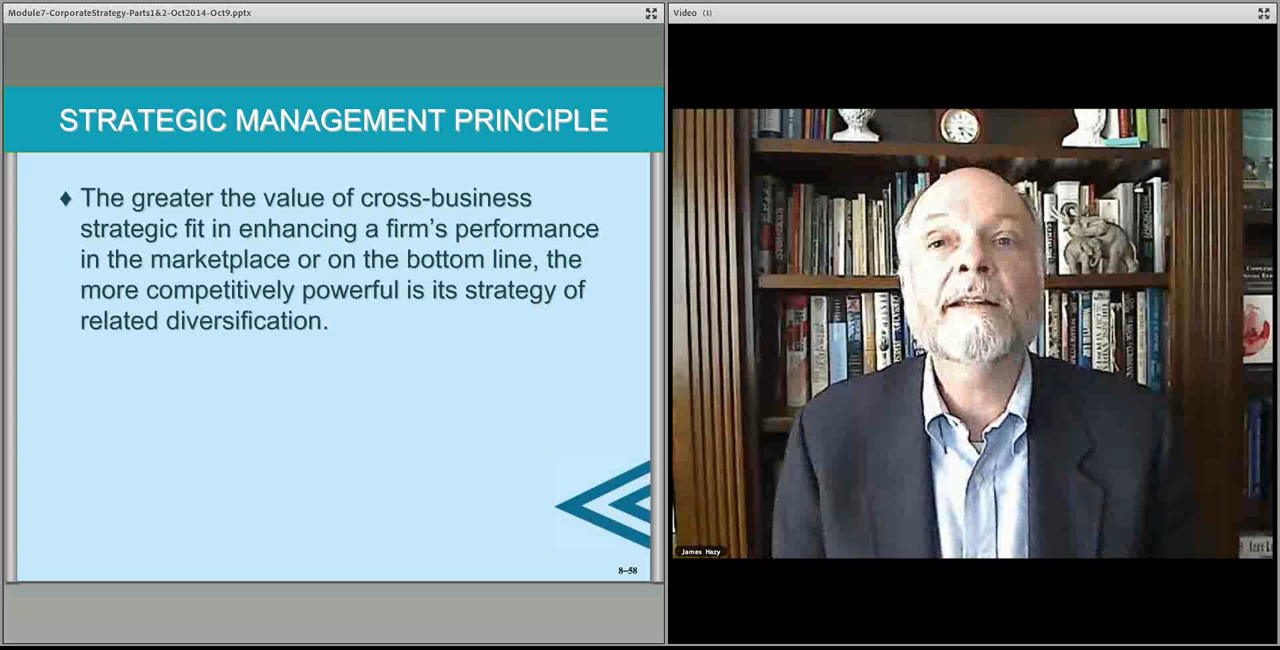 Module7-CorporateStrategy-Parts1&2-Oct2014-Oct9.pptx
STRATEGIC MANAGEMENT PRINCIPLE
♦ The greater the value of cross-business
strategic fit in enhancing a firm's performance
in the marketplace or on the bottom line, the
more competitively powerful is its strategy of
related diversification.
8–58
Video (1)
James Hazy